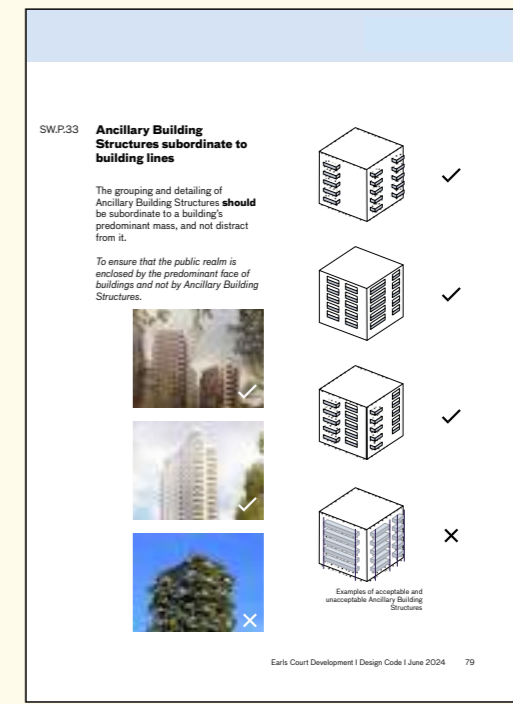 SW.P.33
Ancillary Building
Structures subordinate to
building lines
The grouping and detailing of
Ancillary Building Structures should
be subordinate to a building's
predominant mass, and not distract
from it.
To ensure that the public realm is
enclosed by the predominant face of
buildings and not by Ancillary Building
Structures.
Examples of acceptable and
unacceptable Ancillary Building
Structures
Earls Court Development I Design Code I June 2024 79